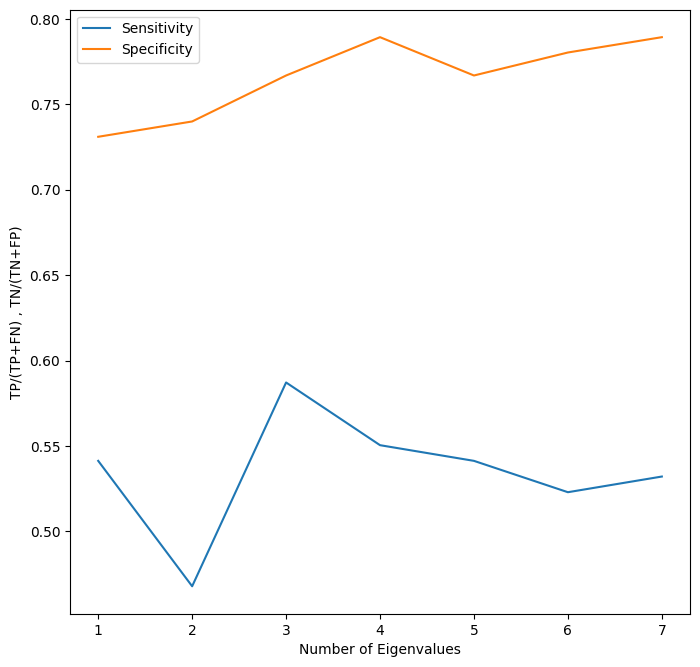 Sensitivity
Specificity
0.80
0.75
0.70
0.65
0.60
0.55
0.50
TP/(TP+FN) , TN/(TN+FP)
1 2 3 4 5 6 7
Number of Eigenvalues